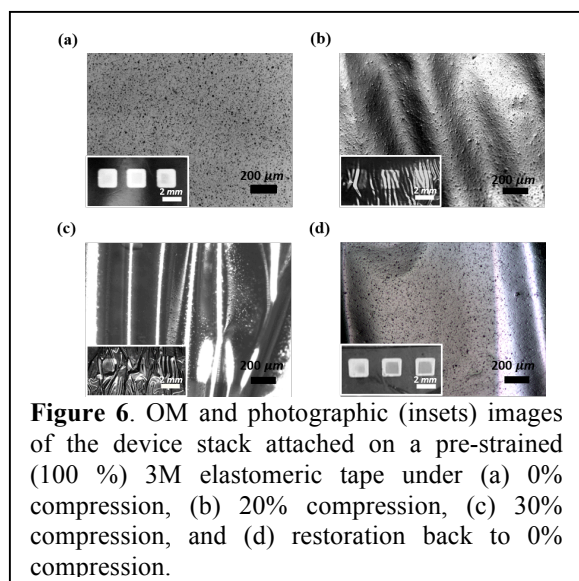 (a)
(b)
200 μm
2 mm
200 μm
2 mm
(c)
(d)
200 μm
2 mm
200 μm
2 mm
Figure 6. OM and photographic (insets) images
of the device stack attached on a pre-strained
(100 %) 3M elastomeric tape under (a) 0%
compression, (b) 20% compression, (c) 30%
compression, and (d) restoration back to 0%
compression.